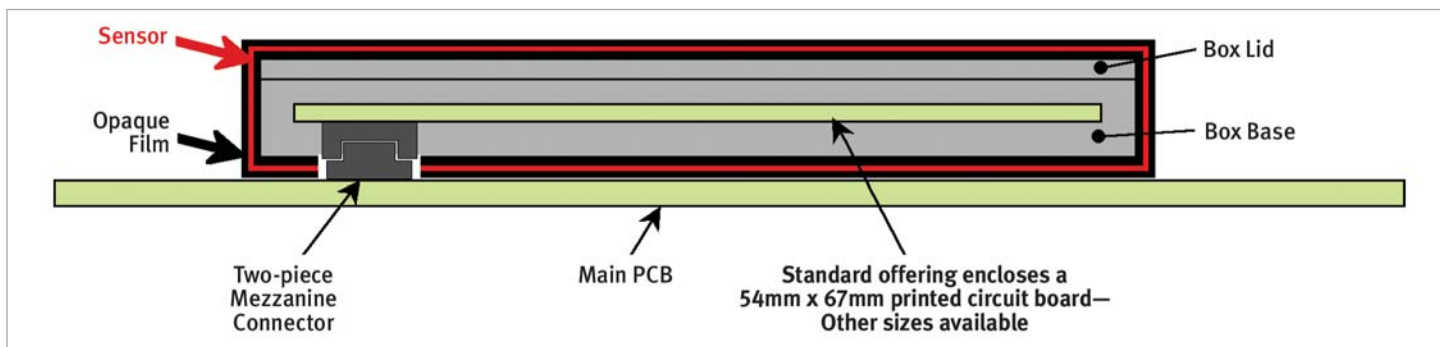 Sensor
Box Lid
Opaque
Film
Box Base
Two-piece
Mezzanine
Connector
Main PCB
Standard offering encloses a
54mm x 67mm printed circuit board—
Other sizes available